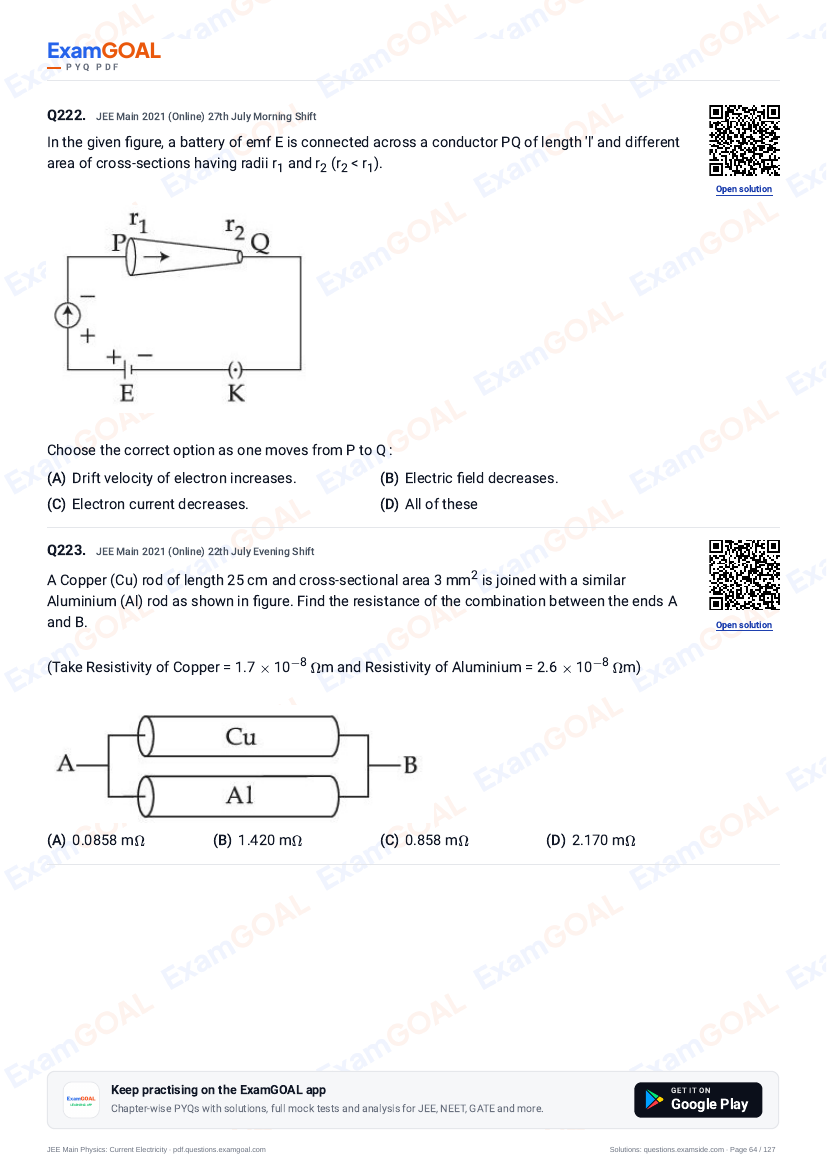 ExamGOAL
PYQ PDF
Q222. JEE Main 2021 (Online) 27th July Morning Shift
In the given figure, a battery of emf E is connected across a conductor PQ of length 'l' and different
area of cross-sections having radii r₁ and r₂ (r₂ < r₁).
Open solution
r₁
r₂
P
Q
−
+
+
−
E
K
Choose the correct option as one moves from P to Q :
(A) Drift velocity of electron increases. (B) Electric field decreases.
(C) Electron current decreases. (D) All of these
Q223. JEE Main 2021 (Online) 22th July Evening Shift
A Copper (Cu) rod of length 25 cm and cross-sectional area 3 mm² is joined with a similar
Aluminium (Al) rod as shown in figure. Find the resistance of the combination between the ends A
and B.
Open solution
(Take Resistivity of Copper = 1.7 × 10⁻⁸ Ωm and Resistivity of Aluminium = 2.6 × 10⁻⁸ Ωm)
Cu
A
B
Al
(A) 0.0858 mΩ (B) 1.420 mΩ (C) 0.858 mΩ (D) 2.170 mΩ
Keep practising on the ExamGOAL app
Chapter-wise PYQs with solutions, full mock tests and analysis for JEE, NEET, GATE and more.
GET IT ON
Google Play
JEE Main Physics: Current Electricity · pdf.questions.examgoal.com
Solutions: questions.examside.com · Page 64 / 127